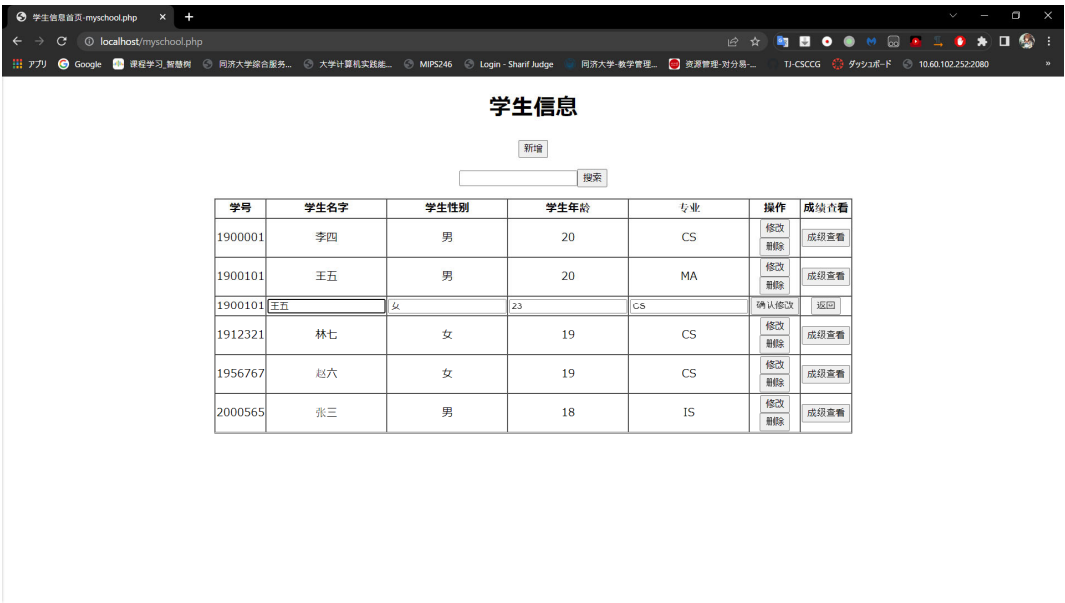 学生信息首页-myschool.php
localhost/myschool.php
アプリ Google 课程学习_智慧树 同济大学综合服务... 大学计算机实践能... MIPS246 Login - Sharif Judge 同济大学-教学管理... 资源管理-对分易-... TJ-CSCCG ダッシュボード 10.60.102.252:2080 »
学生信息
新增
搜索
学号 学生名字 学生性别 学生年龄 专业 操作 成绩查看
1900001 李四 男 20 CS 修改 删除 成级查看
1900101 王五 男 20 MA 修改 删除 成级查看
1900101 王五 女 23 CS 确认修改 返回
1912321 林七 女 19 CS 修改 删除 成级查看
1956767 赵六 女 19 CS 修改 删除 成级查看
2000565 张三 男 18 IS 修改 删除 成级查看